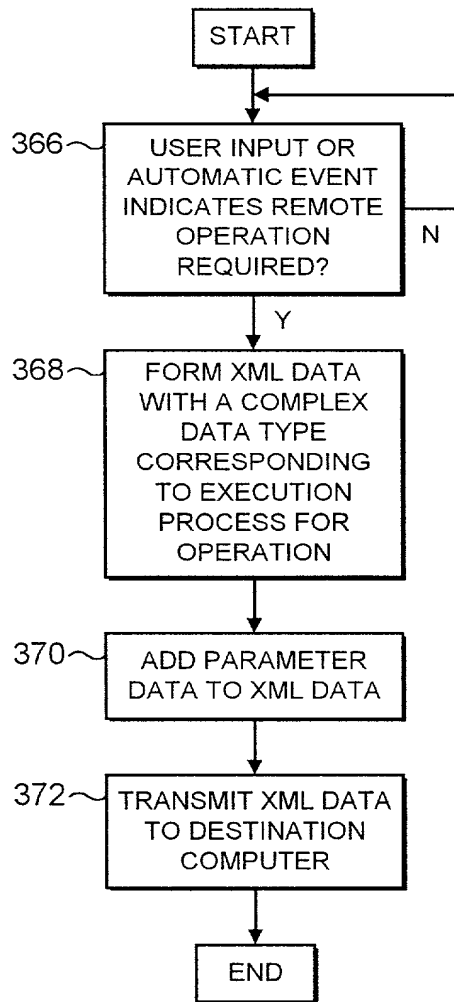 START
366
USER INPUT OR
AUTOMATIC EVENT
INDICATES REMOTE
OPERATION
REQUIRED?
N
Y
368
FORM XML DATA
WITH A COMPLEX
DATA TYPE
CORRESPONDING
TO EXECUTION
PROCESS FOR
OPERATION
370
ADD PARAMETER
DATA TO XML DATA
372
TRANSMIT XML DATA
TO DESTINATION
COMPUTER
END